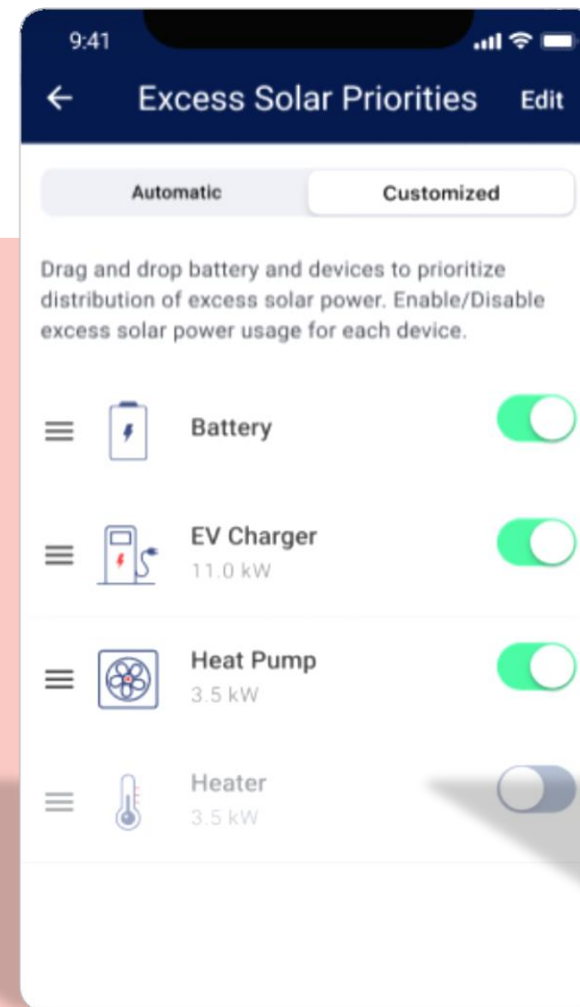 9:41
Excess Solar Priorities Edit
Automatic Customized
Drag and drop battery and devices to prioritize
distribution of excess solar power. Enable/Disable
excess solar power usage for each device.
Battery
EV Charger
11.0 kW
Heat Pump
3.5 kW
Heater
3.5 kW